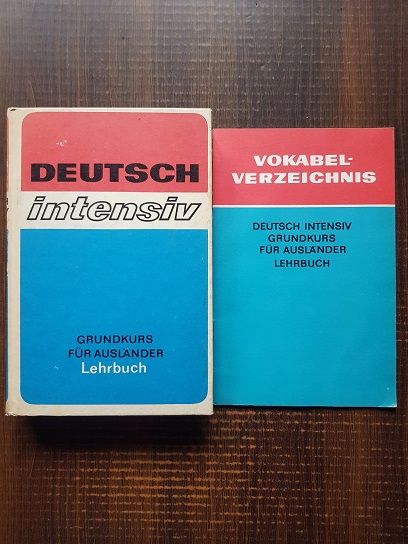 DEUTSCH
intensiv
GRUNDKURS
FÜR AUSLÄNDER
Lehrbuch
VOKABEL-
VERZEICHNIS
DEUTSCH INTENSIV
GRUNDKURS
FÜR AUSLÄNDER
LEHRBUCH